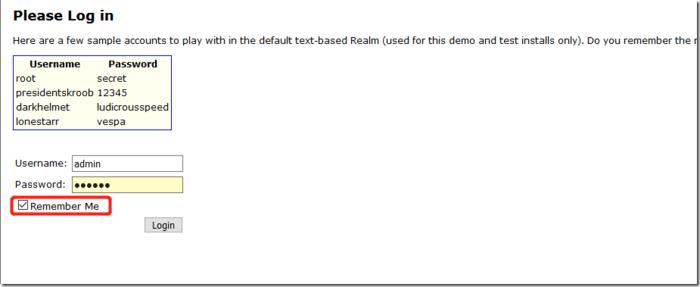 Please Log in
Here are a few sample accounts to play with in the default text-based Realm (used for this demo and test installs only). Do you remember the
Username Password
root secret
presidentskroob 12345
darkhelmet ludicrousspeed
lonestarr vespa
Username: admin
Password: ●●●●●●
Remember Me
Login